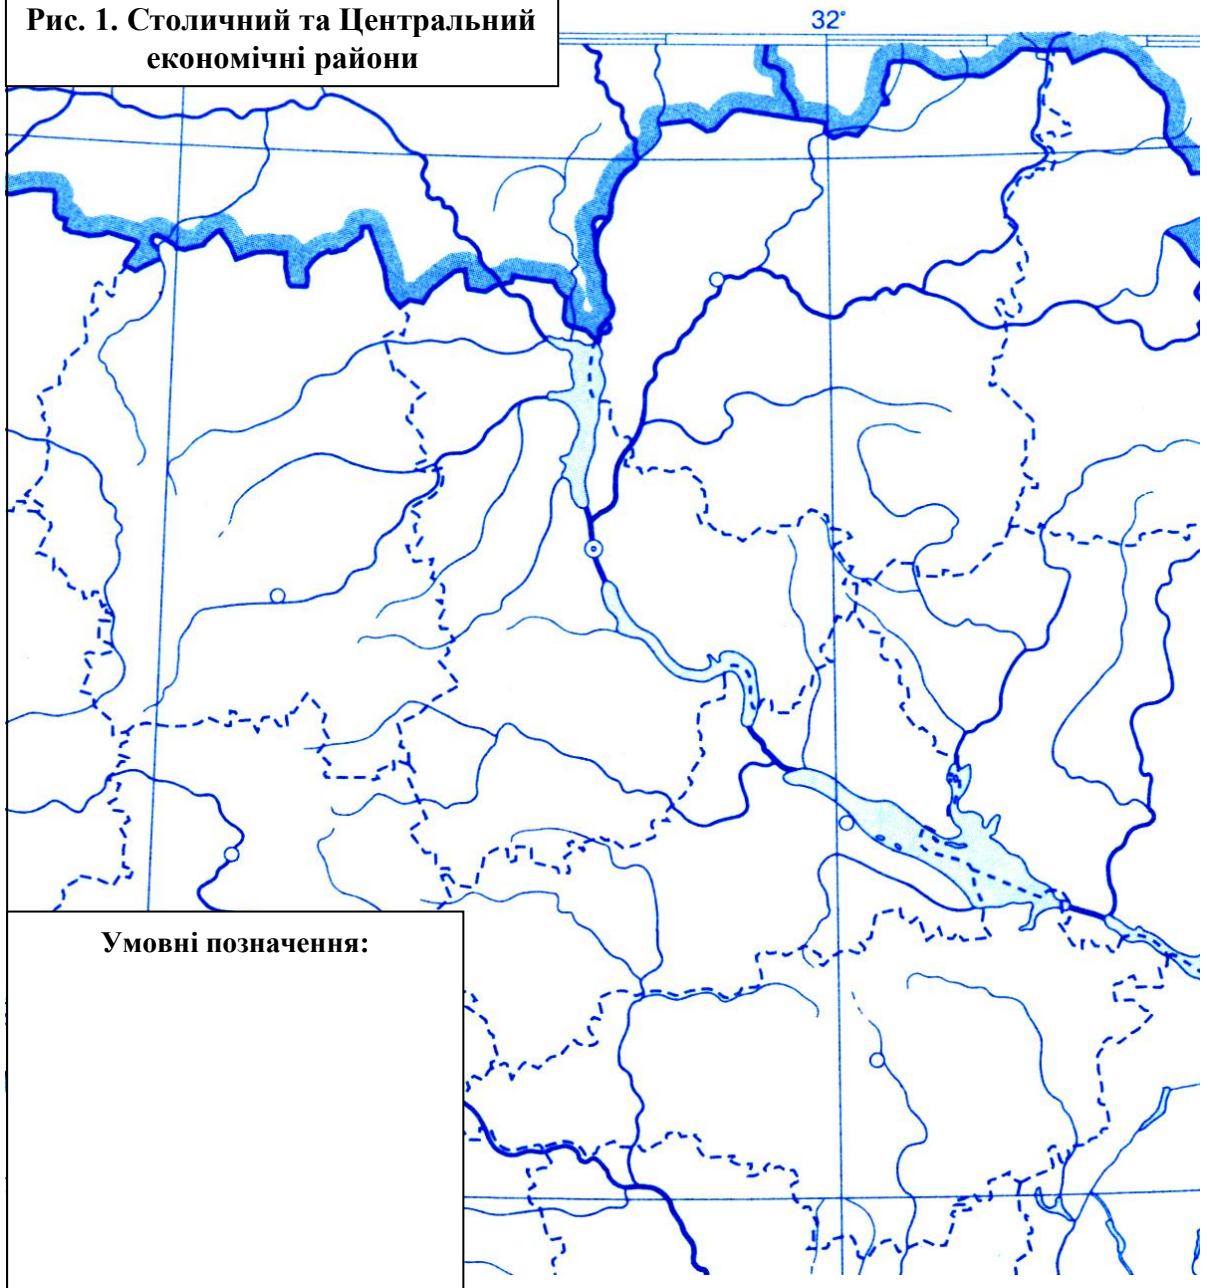 Рис. 1. Столичний та Центральний
економічні райони
32°
Умовні позначення: